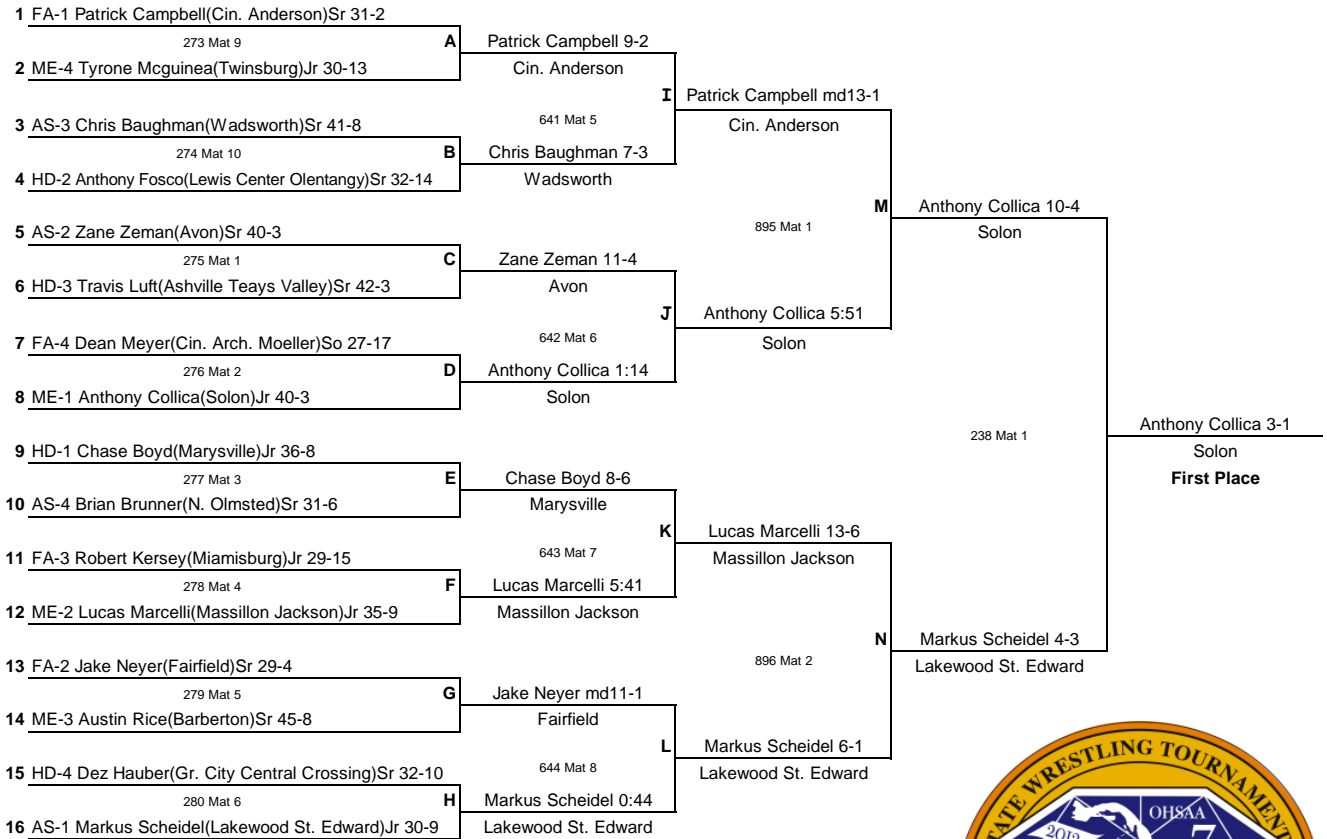 1 FA-1 Patrick Campbell(Cin. Anderson)Sr 31-2
273 Mat 9
A
2 ME-4 Tyrone Mcguinea(Twinsburg)Jr 30-13
Patrick Campbell 9-2
Cin. Anderson
I
641 Mat 5
3 AS-3 Chris Baughman(Wadsworth)Sr 41-8
274 Mat 10
B
4 HD-2 Anthony Fosco(Lewis Center Olentangy)Sr 32-14
Chris Baughman 7-3
Wadsworth
Patrick Campbell md13-1
Cin. Anderson
M
895 Mat 1
5 AS-2 Zane Zeman(Avon)Sr 40-3
275 Mat 1
C
6 HD-3 Travis Luft(Ashville Teays Valley)Sr 42-3
Zane Zeman 11-4
Avon
J
642 Mat 6
7 FA-4 Dean Meyer(Cin. Arch. Moeller)So 27-17
276 Mat 2
D
8 ME-1 Anthony Collica(Solon)Jr 40-3
Anthony Collica 1:14
Solon
Anthony Collica 5:51
Solon
Anthony Collica 10-4
Solon
238 Mat 1
9 HD-1 Chase Boyd(Marysville)Jr 36-8
277 Mat 3
E
10 AS-4 Brian Brunner(N. Olmsted)Sr 31-6
Chase Boyd 8-6
Marysville
K
643 Mat 7
11 FA-3 Robert Kersey(Miamisburg)Jr 29-15
278 Mat 4
F
12 ME-2 Lucas Marcelli(Massillon Jackson)Jr 35-9
Lucas Marcelli 5:41
Massillon Jackson
Lucas Marcelli 13-6
Massillon Jackson
N
896 Mat 2
13 FA-2 Jake Neyer(Fairfield)Sr 29-4
279 Mat 5
G
14 ME-3 Austin Rice(Barberton)Sr 45-8
Jake Neyer md11-1
Fairfield
L
644 Mat 8
15 HD-4 Dez Hauber(Gr. City Central Crossing)Sr 32-10
280 Mat 6
H
16 AS-1 Markus Scheidel(Lakewood St. Edward)Jr 30-9
Markus Scheidel 0:44
Lakewood St. Edward
Markus Scheidel 6-1
Lakewood St. Edward
Markus Scheidel 4-3
Lakewood St. Edward
Anthony Collica 3-1
Solon
First Place
STATE WRESTLING TOURNAMENT
OHSAA
2012
7